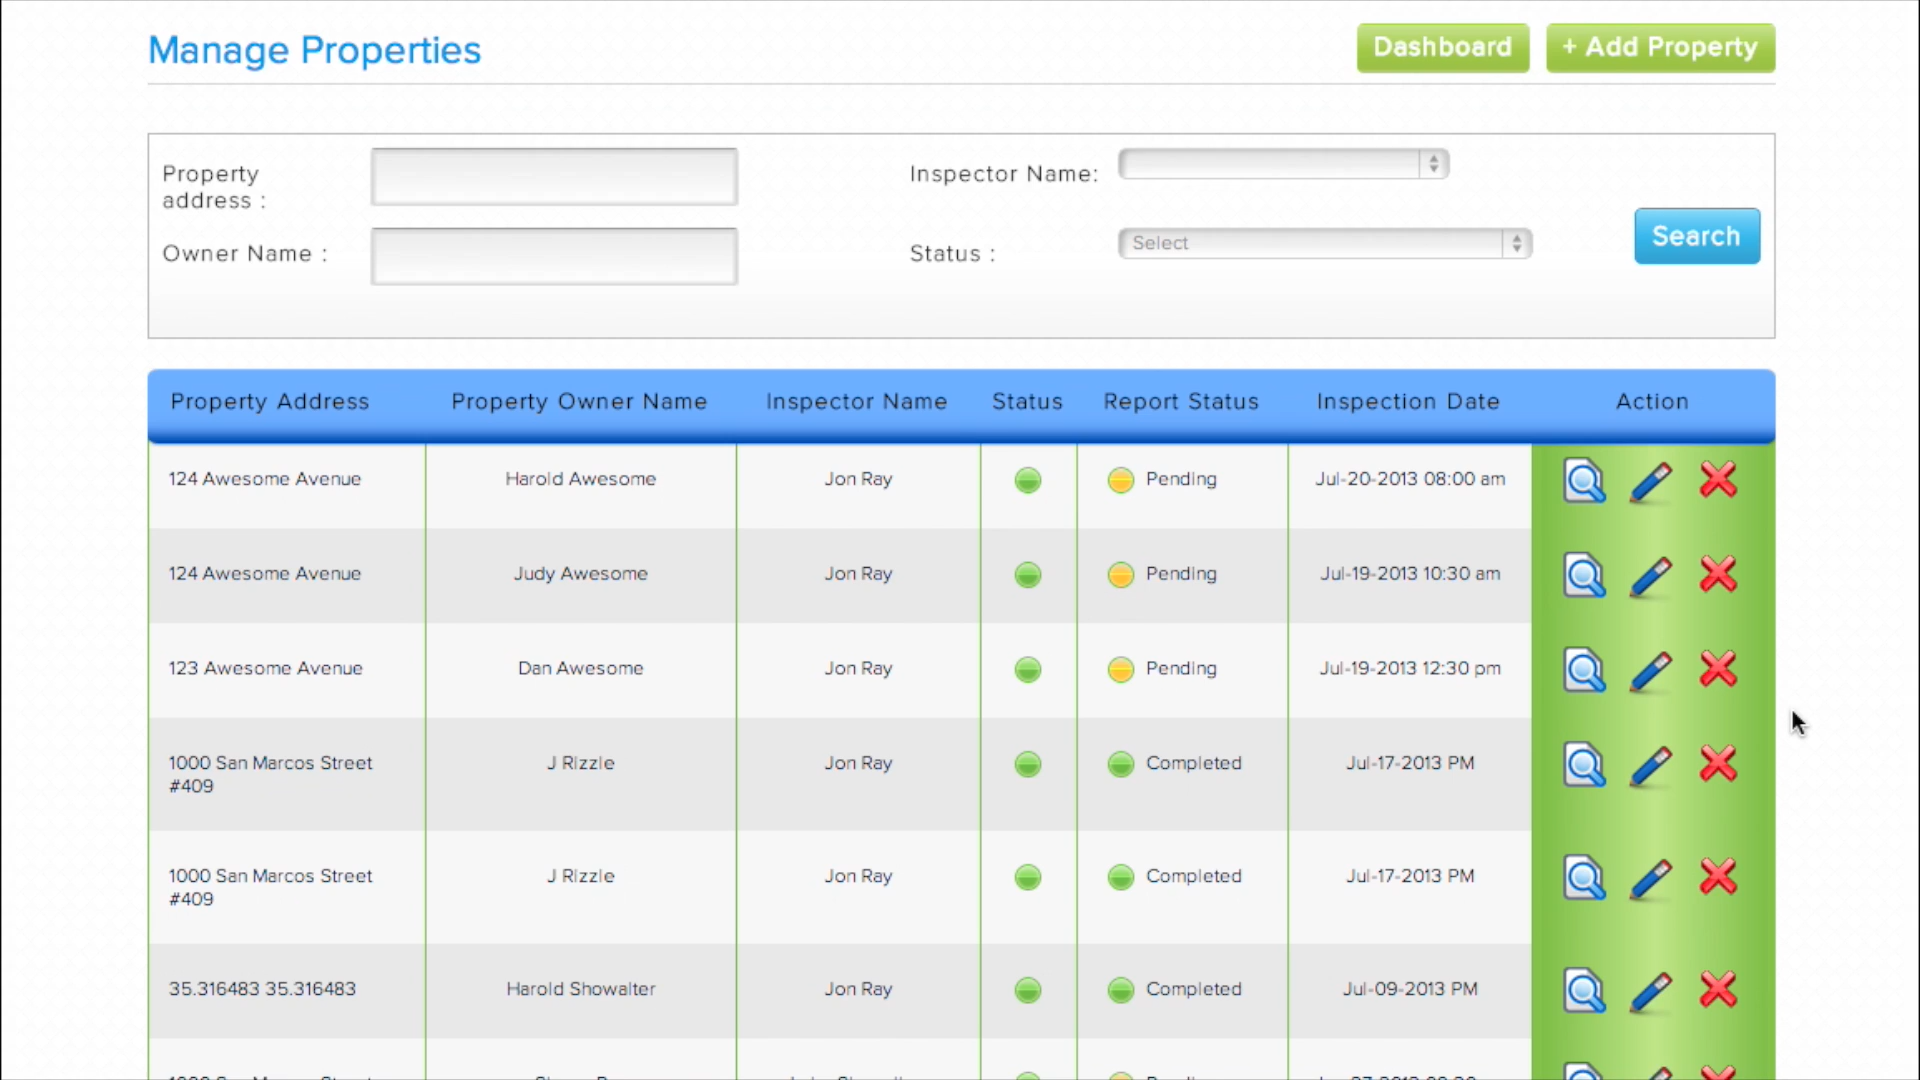 Manage Properties
Dashboard
+ Add Property
Property
address :
Inspector Name:
Search
Owner Name :
Status :
Select
Property Address Property Owner Name Inspector Name Status Report Status Inspection Date Action
124 Awesome Avenue Harold Awesome Jon Ray Pending Jul-20-2013 08:00 am
124 Awesome Avenue Judy Awesome Jon Ray Pending Jul-19-2013 10:30 am
123 Awesome Avenue Dan Awesome Jon Ray Pending Jul-19-2013 12:30 pm
1000 San Marcos Street J Rizzle Jon Ray Completed Jul-17-2013 PM
#409
1000 San Marcos Street J Rizzle Jon Ray Completed Jul-17-2013 PM
#409
35.316483 35.316483 Harold Showalter Jon Ray Completed Jul-09-2013 PM